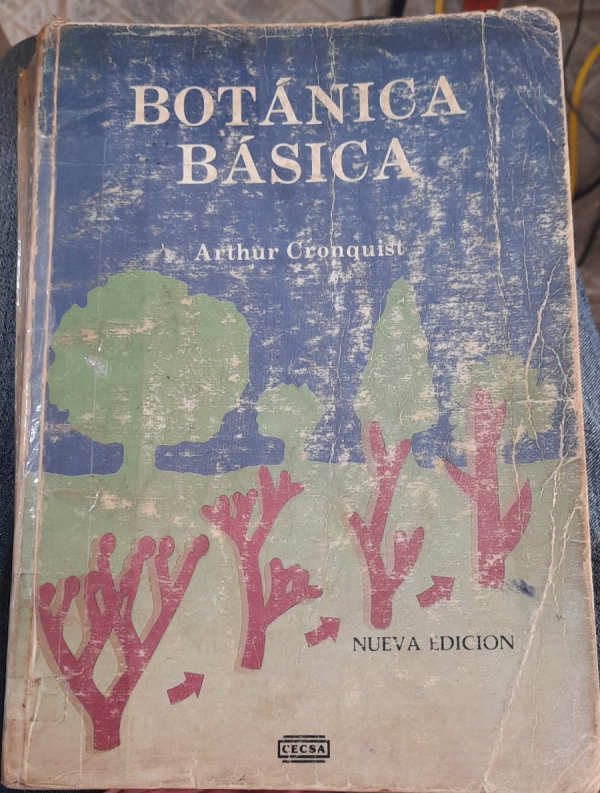 BOTÁNICA
BÁSICA
Arthur Cronquist
NUEVA EDICION
CECSA